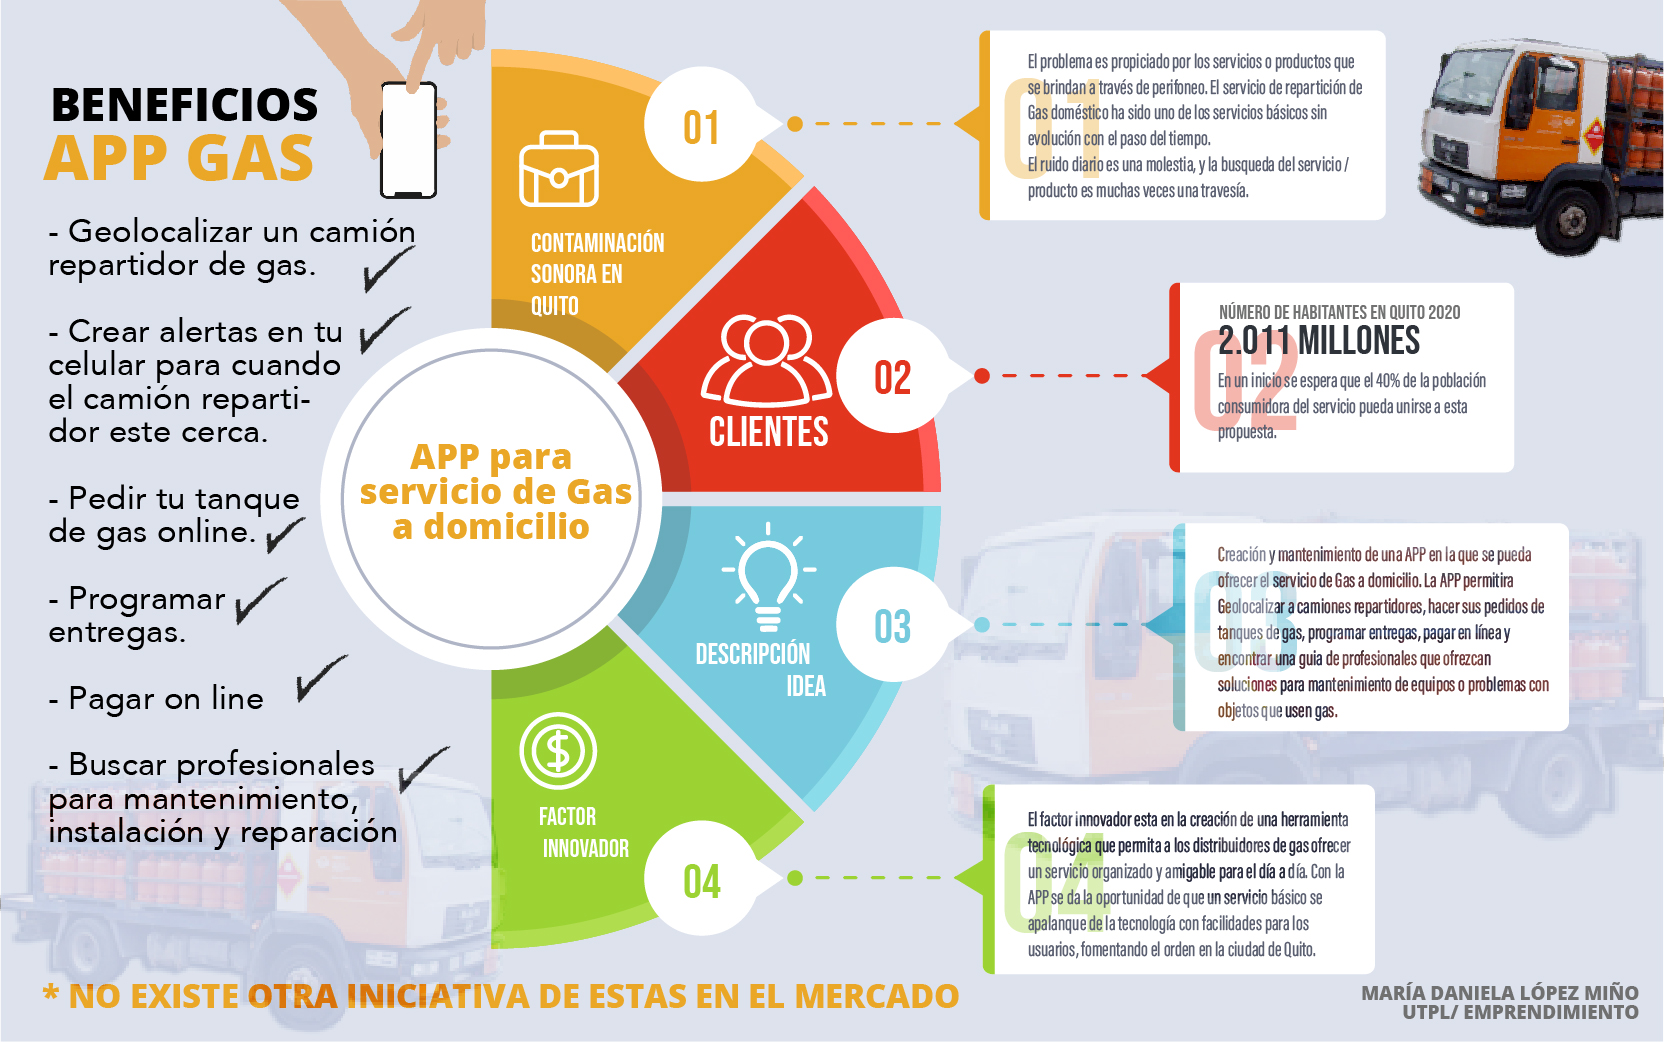 BENEFICIOS
APP GAS
- Geolocalizar un camión
repartidor de gas.
- Crear alertas en tu
celular para cuando
el camión reparti-
dor este cerca.
- Pedir tu tanque
de gas online.
- Programar
entregas.
- Pagar on line
- Buscar profesionales
para mantenimiento,
instalación y reparación
APP para
servicio de Gas
a domicilio
01
CONTAMINACIÓN
SONORA EN
QUITO
02
CLIENTES
03
DESCRIPCIÓN
IDEA
04
FACTOR
INNOVADOR
01
El problema es propiciado por los servicios o productos que
se brindan a través de perifoneo. El servicio de repartición de
Gas doméstico ha sido uno de los servicios básicos sin
evolución con el paso del tiempo.
El ruido diario es una molestia, y la busqueda del servicio /
producto es muchas veces una travesía.
02
NÚMERO DE HABITANTES EN QUITO 2020
2.011 MILLONES
En un inicio se espera que el 40% de la población
consumidora del servicio pueda unirse a esta
propuesta.
03
Creación y mantenimiento de una APP en la que se pueda
ofrecer el servicio de Gas a domicilio. La APP permitira
Geolocalizar a camiones repartidores, hacer sus pedidos de
tanques de gas, programar entregas, pagar en línea y
encontrar una guia de profesionales que ofrezcan
soluciones para mantenimiento de equipos o problemas con
objetos que usen gas.
04
El factor innovador esta en la creación de una herramienta
tecnológica que permita a los distribuidores de gas ofrecer
un servicio organizado y amigable para el día a día. Con la
APP se da la oportunidad de que un servicio básico se
apalanque de la tecnología con facilidades para los
usuarios, fomentando el orden en la ciudad de Quito.
* NO EXISTE OTRA INICIATIVA DE ESTAS EN EL MERCADO
MARÍA DANIELA LÓPEZ MIÑO
UTPL/ EMPRENDIMIENTO